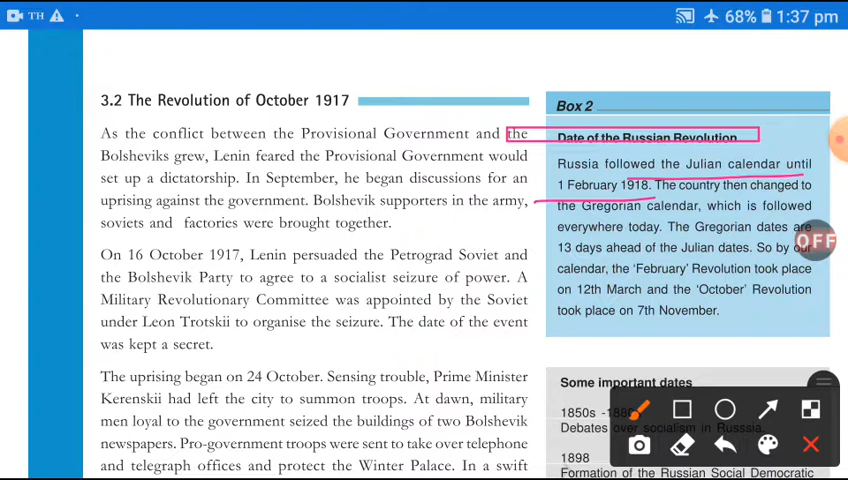 TH
68%
1:37 pm
3.2 The Revolution of October 1917
As the conflict between the Provisional Government and the
Bolsheviks grew, Lenin feared the Provisional Government would
set up a dictatorship. In September, he began discussions for an
uprising against the government. Bolshevik supporters in the army,
soviets and factories were brought together.
On 16 October 1917, Lenin persuaded the Petrograd Soviet and
the Bolshevik Party to agree to a socialist seizure of power. A
Military Revolutionary Committee was appointed by the Soviet
under Leon Trotskii to organise the seizure. The date of the event
was kept a secret.
The uprising began on 24 October. Sensing trouble, Prime Minister
Kerenskii had left the city to summon troops. At dawn, military
men loyal to the government seized the buildings of two Bolshevik
newspapers. Pro-government troops were sent to take over telephone
and telegraph offices and protect the Winter Palace. In a swift
Box 2
Date of the Russian Revolution
Russia followed the Julian calendar until
1 February 1918. The country then changed to
the Gregorian calendar, which is followed
everywhere today. The Gregorian dates are
13 days ahead of the Julian dates. So by our
calendar, the ‘February’ Revolution took place
on 12th March and the ‘October’ Revolution
took place on 7th November.
OFF
Some important dates
1850s -1880s
Debates over socialism in Russsia.
1898
Formation of the Russian Social Democratic